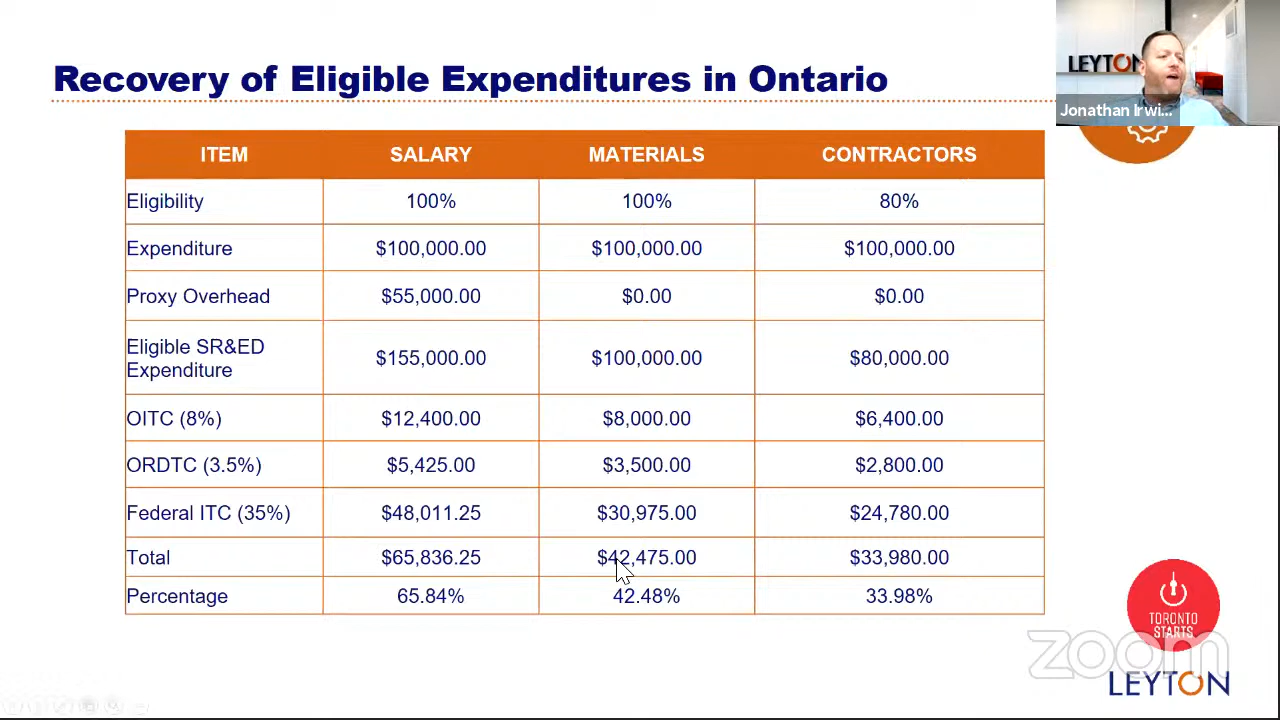 Recovery of Eligible Expenditures in Ontario
LEYTON
Jonathan Irwi...
ITEM SALARY MATERIALS CONTRACTORS
Eligibility 100% 100% 80%
Expenditure $100,000.00 $100,000.00 $100,000.00
Proxy Overhead $55,000.00 $0.00 $0.00
Eligible SR&ED
Expenditure $155,000.00 $100,000.00 $80,000.00
OITC (8%) $12,400.00 $8,000.00 $6,400.00
ORDTC (3.5%) $5,425.00 $3,500.00 $2,800.00
Federal ITC (35%) $48,011.25 $30,975.00 $24,780.00
Total $65,836.25 $42,475.00 $33,980.00
Percentage 65.84% 42.48% 33.98%
TORONTO
STARTS
zoom
LEYTON